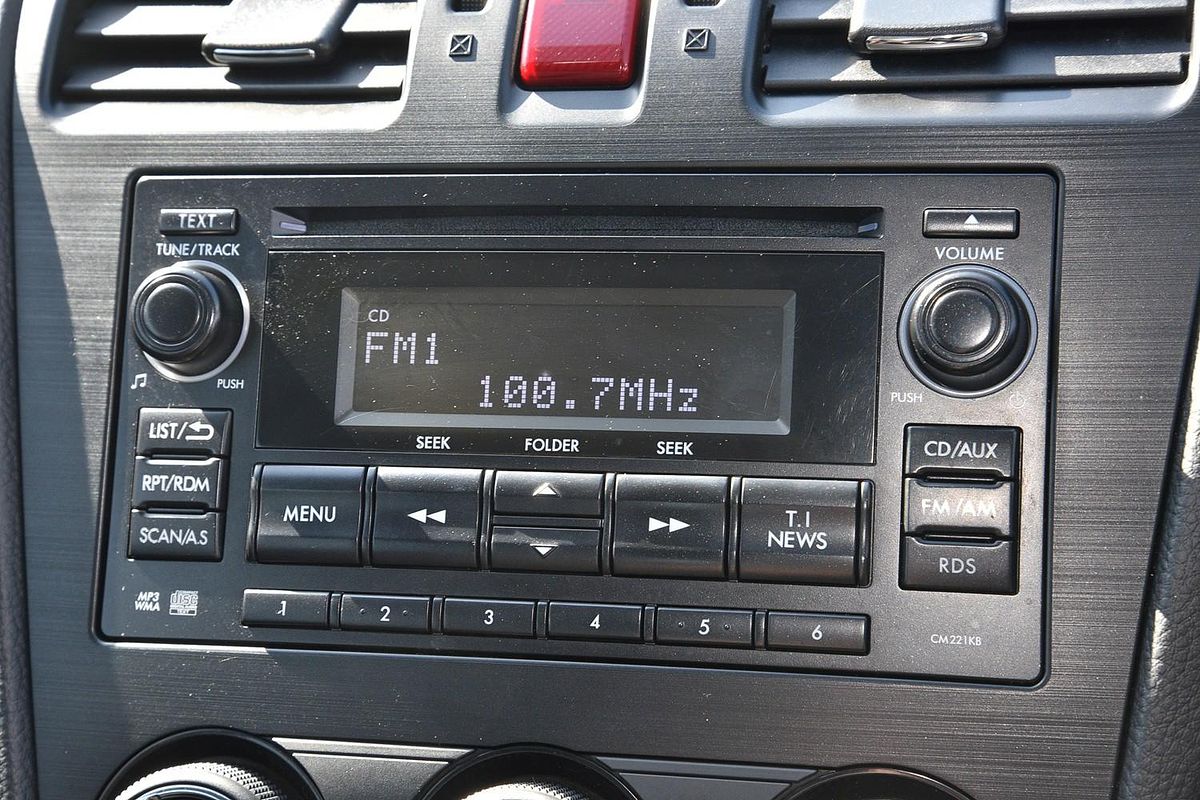 TEXT
TUNE/TRACK
VOLUME
CD
FM1
100.7MHz
PUSH
PUSH
SEEK
FOLDER
SEEK
LIST/
RPT/RDM
SCAN/A.S
MENU
T.I
NEWS
CD/AUX
FM/AM
RDS
MP3
WMA
disc
1
2
3
4
5
6
CM221KB